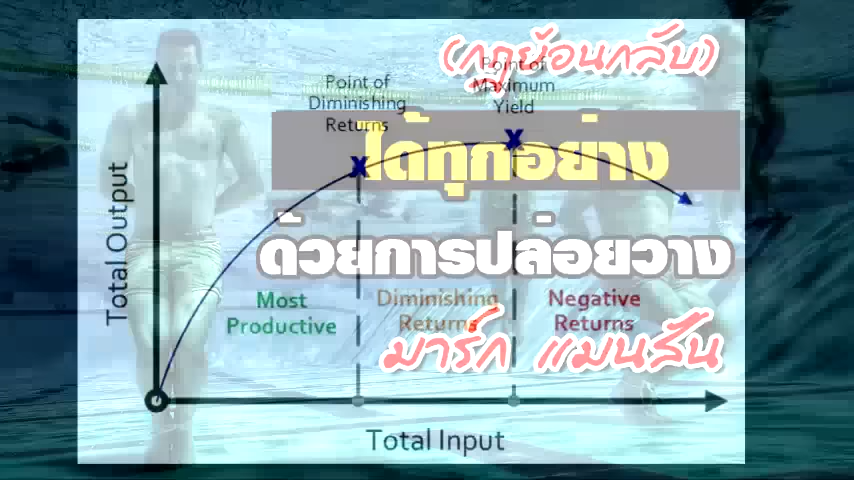 (กฎย้อนกลับ)
Point of
Diminishing
Returns
Point of
Maximum
Yield
ได้ทุกอย่าง
ด้วยการปล่อยวาง
Total Output
Most
Productive
Diminishing
Returns
Negative
Returns
มาร์ก แมนสัน
Total Input